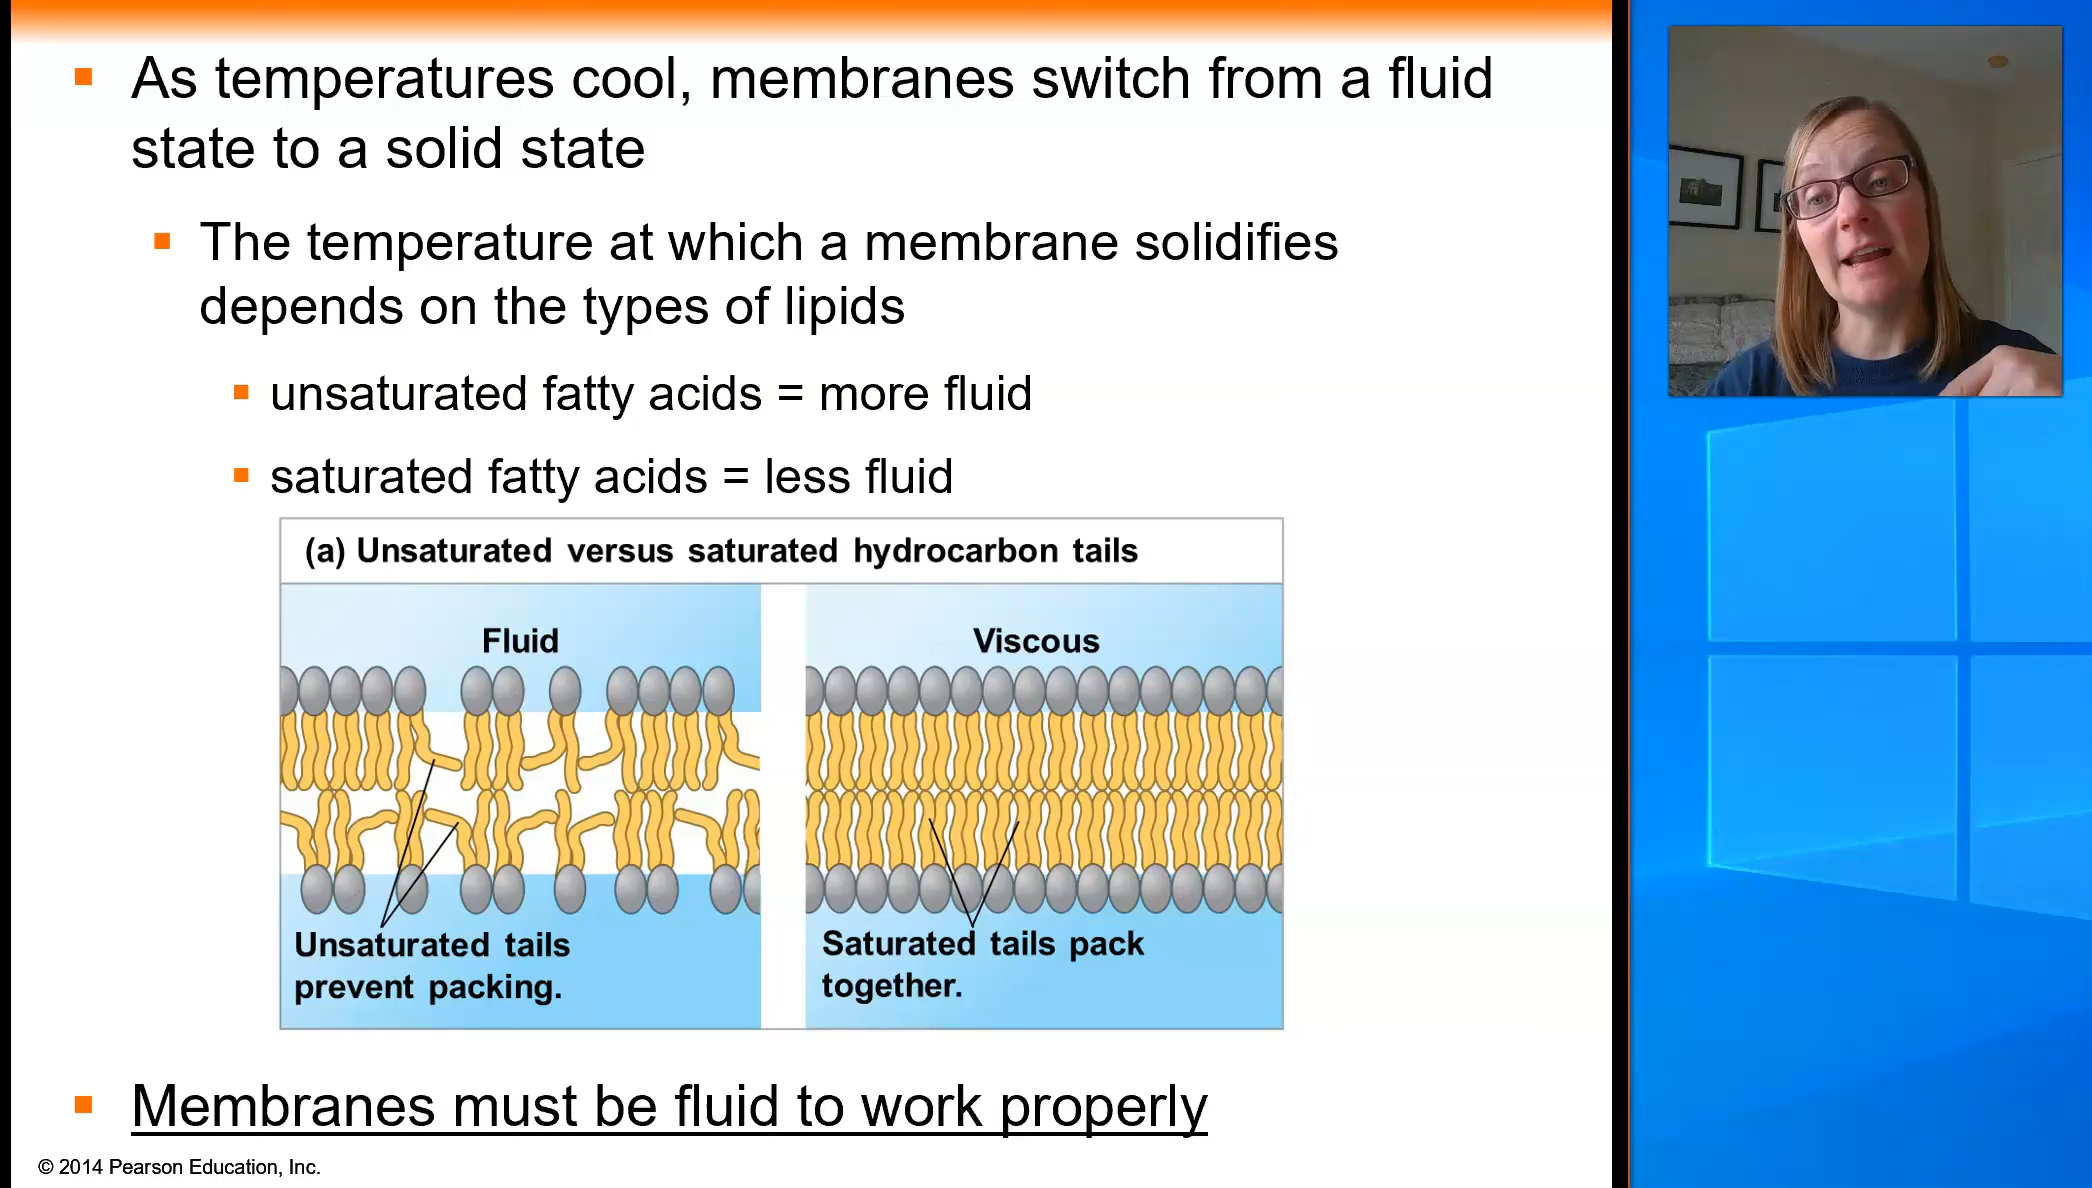 As temperatures cool, membranes switch from a fluid
state to a solid state
The temperature at which a membrane solidifies
depends on the types of lipids
unsaturated fatty acids = more fluid
saturated fatty acids = less fluid
(a) Unsaturated versus saturated hydrocarbon tails
Fluid
Viscous
Unsaturated tails
prevent packing.
Saturated tails pack
together.
Membranes must be fluid to work properly
© 2014 Pearson Education, Inc.